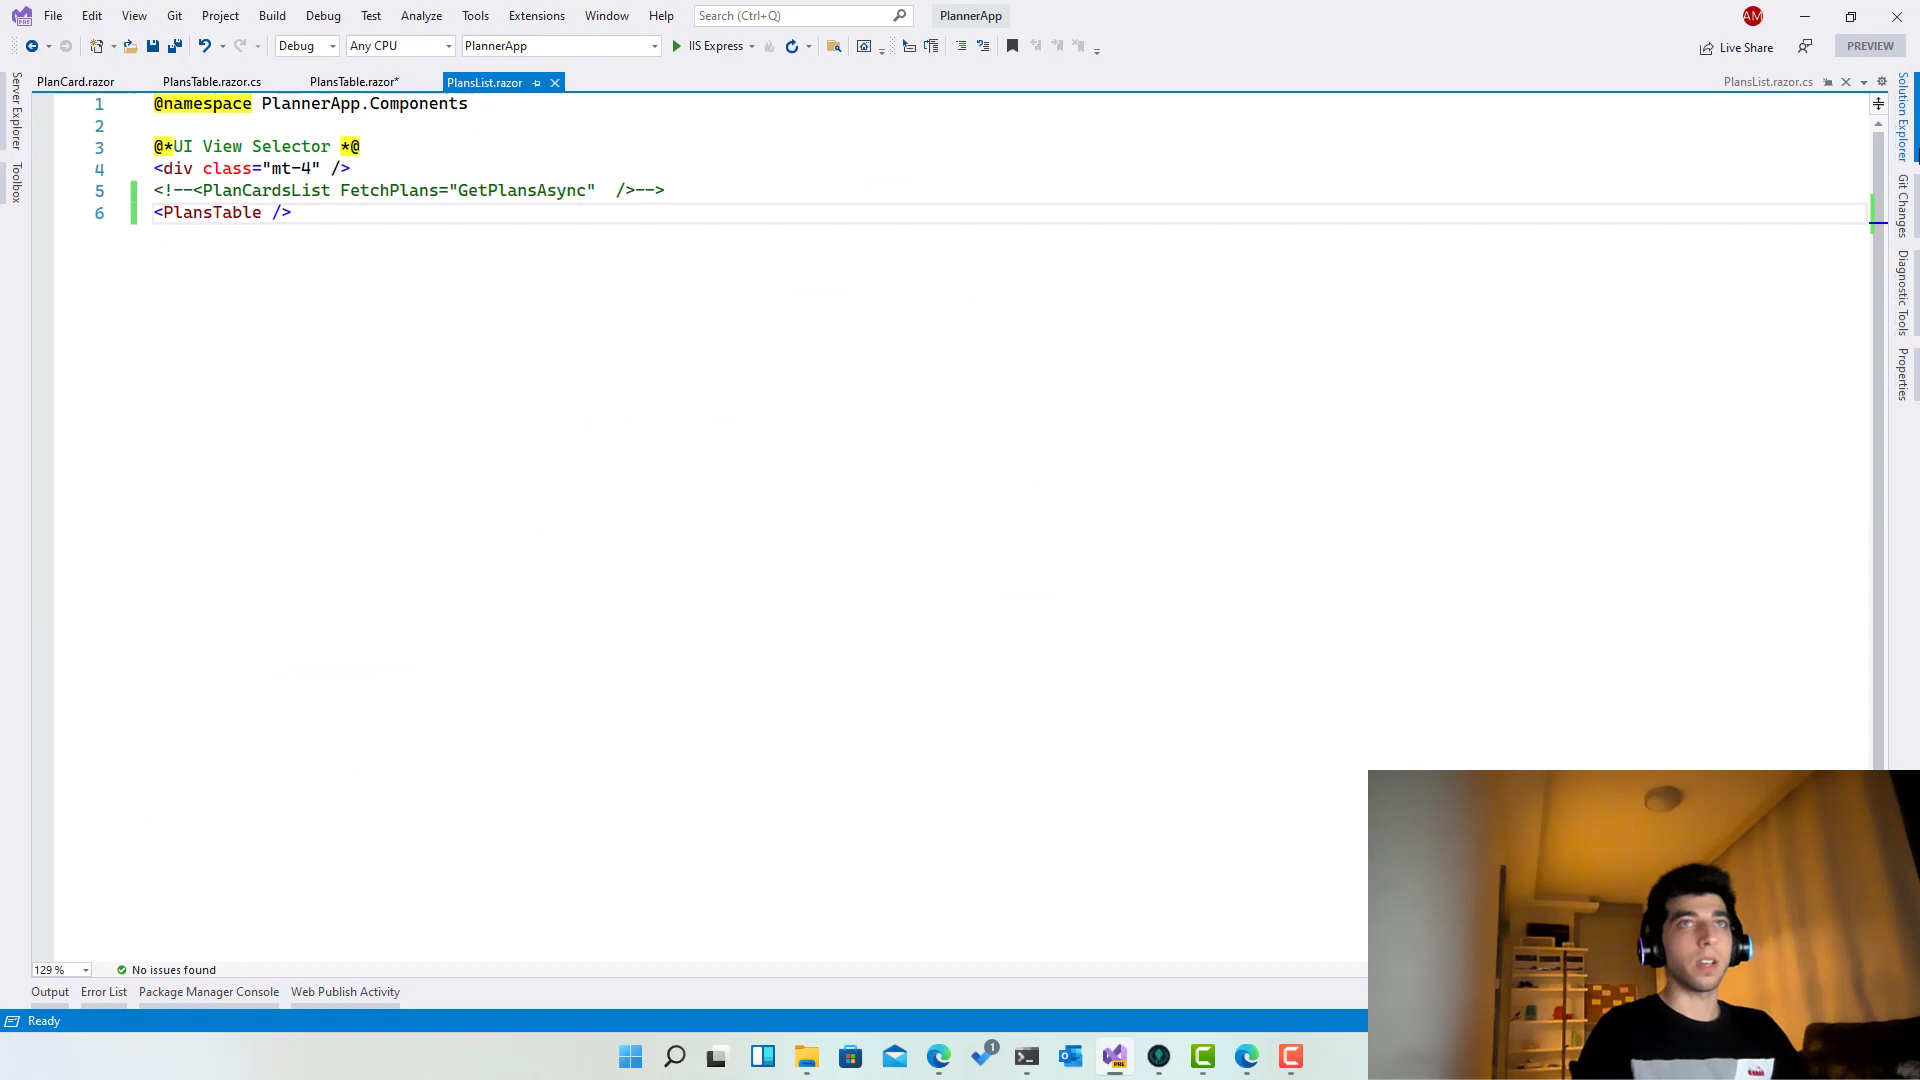 File Edit View Git Project Build Debug Test Analyze Tools Extensions Window Help Search (Ctrl+Q) PlannerApp AM
Debug Any CPU PlannerApp IIS Express Live Share PREVIEW
PlanCard.razor PlansTable.razor.cs PlansTable.razor* PlansList.razor PlansList.razor.cs
Server Explorer
Toolbox
Solution Explorer
Git Changes
Diagnostic Tools
Properties
1 @namespace PlannerApp.Components
2
3 @*UI View Selector *@
4 <div class="mt-4" />
5 <!--<PlanCardsList FetchPlans="GetPlansAsync"  />-->
6 <PlansTable />
129 % No issues found
Output Error List Package Manager Console Web Publish Activity
Ready
1
PRE